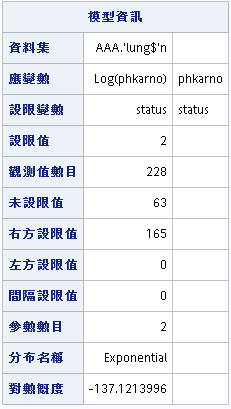 模型資訊
資料集 AAA.'lung$'n
應變數 Log(phkarno) phkarno
設限變數 status status
設限值 2
觀測值數目 228
未設限值 63
右方設限值 165
左方設限值 0
間隔設限值 0
參數數目 2
分布名稱 Exponential
對數概度 -137.1213996